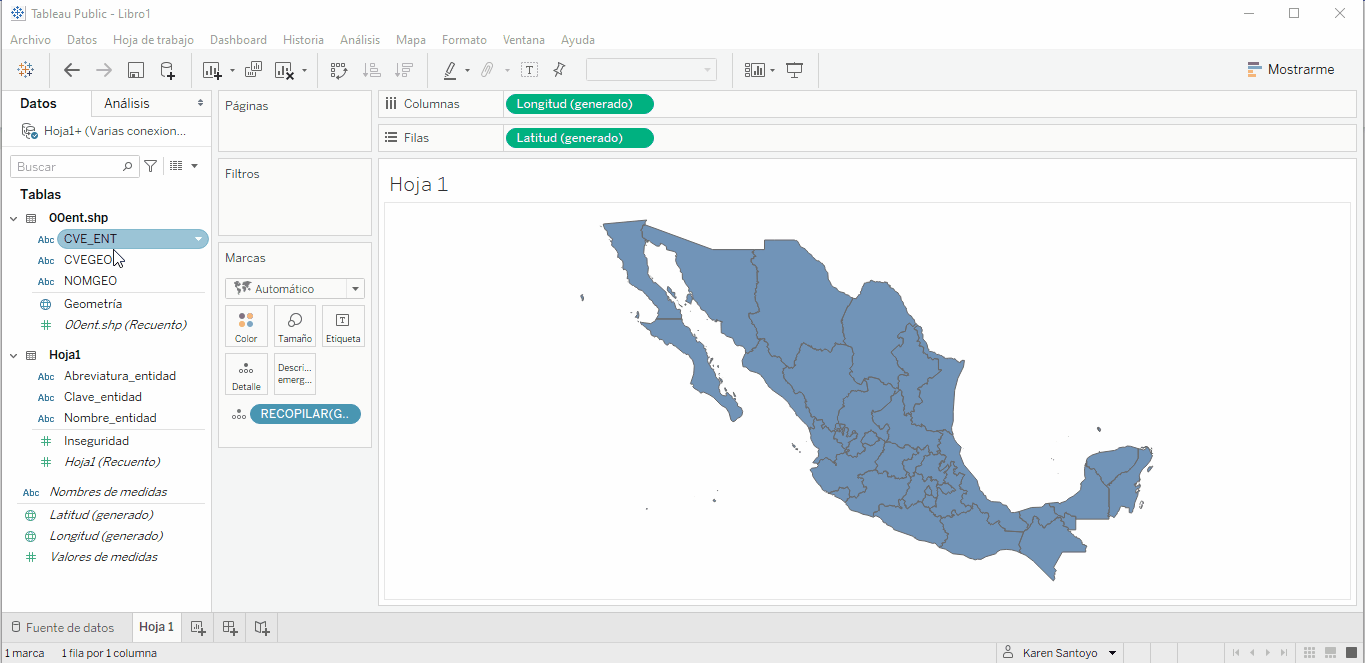 Tableau Public - Libro1
Archivo Datos Hoja de trabajo Dashboard Historia Análisis Mapa Formato Ventana Ayuda
Mostrarme
Datos Análisis
Hoja1+ (Varias conexion...
Buscar
Tablas
00ent.shp
Abc CVE_ENT
Abc CVEGEO
Abc NOMGEO
Geometría
00ent.shp (Recuento)
Hoja1
Abc Abreviatura_entidad
Abc Clave_entidad
Abc Nombre_entidad
Inseguridad
Hoja1 (Recuento)
Abc Nombres de medidas
Latitud (generado)
Longitud (generado)
Valores de medidas
Páginas
Filtros
Marcas
Automático
Color Tamaño Etiqueta
T
Detalle
Descri...
emerg...
RECOPILAR(G..
Columnas Longitud (generado)
Filas Latitud (generado)
Hoja 1
Fuente de datos Hoja 1
1 marca 1 fila por 1 columna
Karen Santoyo